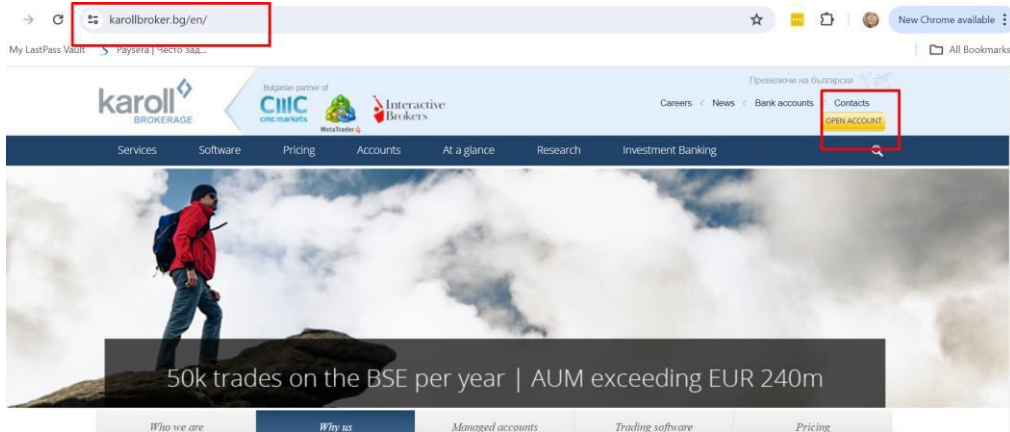 karollbroker.bg/en/
New Chrome available
My LastPass Vault
Paysera | Често зад...
All Bookmarks
Превключи на български
karoll
BROKERAGE
Bulgarian partner of
cmc markets
MetaTrader 4
Interactive
Brokers
Careers
News
Bank accounts
Contacts
OPEN ACCOUNT
Services
Software
Pricing
Accounts
At a glance
Research
Investment Banking
50k trades on the BSE per year | AUM exceeding EUR 240m
Who we are
Why us
Managed accounts
Trading software
Pricing